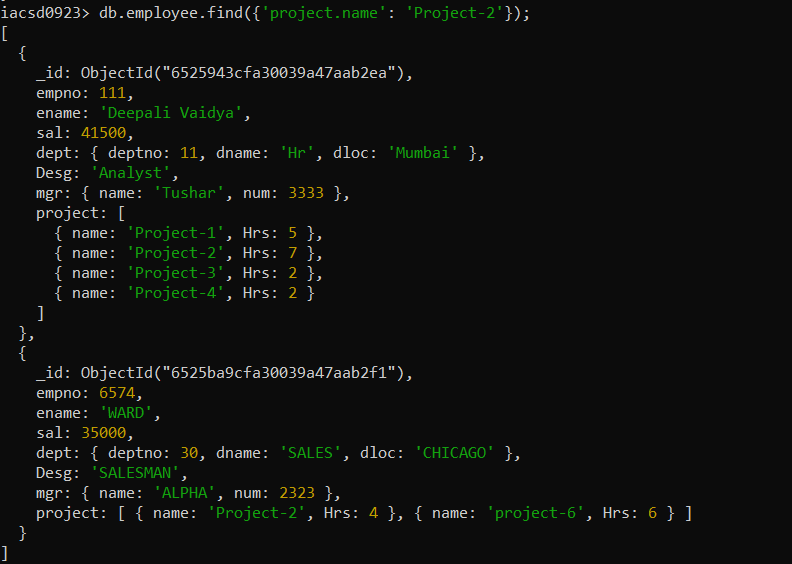 iacsd0923> db.employee.find({'project.name': 'Project-2'});
[
  {
    _id: ObjectId("6525943cfa30039a47aab2ea"),
    empno: 111,
    ename: 'Deepali Vaidya',
    sal: 41500,
    dept: { deptno: 11, dname: 'Hr', dloc: 'Mumbai' },
    Desg: 'Analyst',
    mgr: { name: 'Tushar', num: 3333 },
    project: [
      { name: 'Project-1', Hrs: 5 },
      { name: 'Project-2', Hrs: 7 },
      { name: 'Project-3', Hrs: 2 },
      { name: 'Project-4', Hrs: 2 }
    ]
  },
  {
    _id: ObjectId("6525ba9cfa30039a47aab2f1"),
    empno: 6574,
    ename: 'WARD',
    sal: 35000,
    dept: { deptno: 30, dname: 'SALES', dloc: 'CHICAGO' },
    Desg: 'SALESMAN',
    mgr: { name: 'ALPHA', num: 2323 },
    project: [ { name: 'Project-2', Hrs: 4 }, { name: 'project-6', Hrs: 6 } ]
  }
]